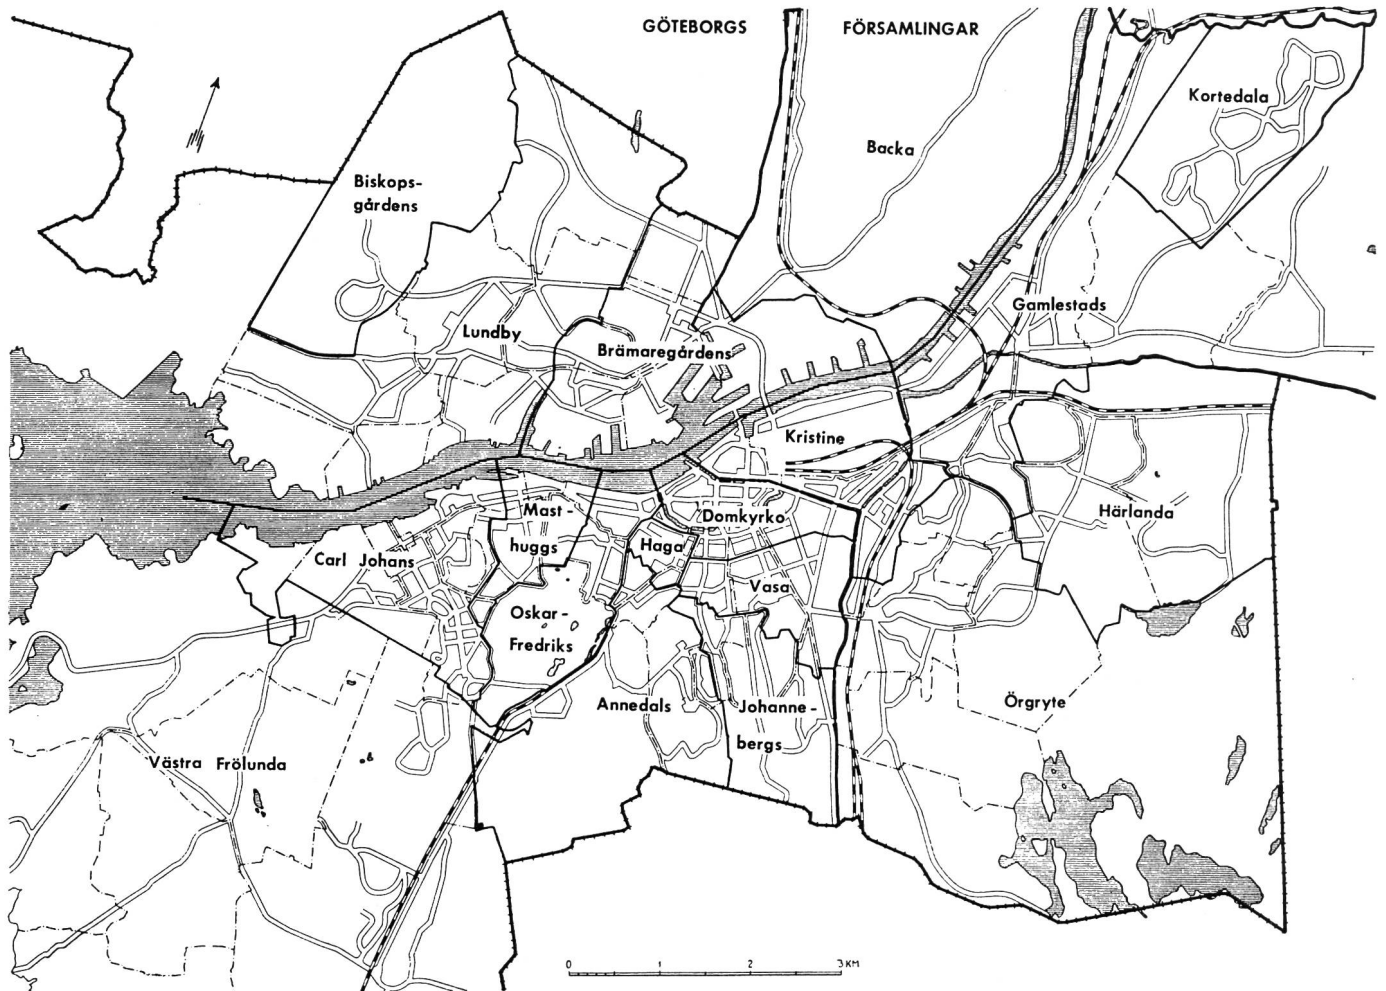 GÖTEBORGS FÖRSAMLINGAR
Kortedala
Backa
Biskops-
gårdens
Gamlestads
Lundby
Brämaregårdens
Kristine
Mast-
huggs
Domkyrko
Härlanda
Haga
Carl Johans
Vasa
Oskar-
Fredriks
Annedals
Johanne-
bergs
Örgryte
Västra Frölunda
0 1 2 3 KM